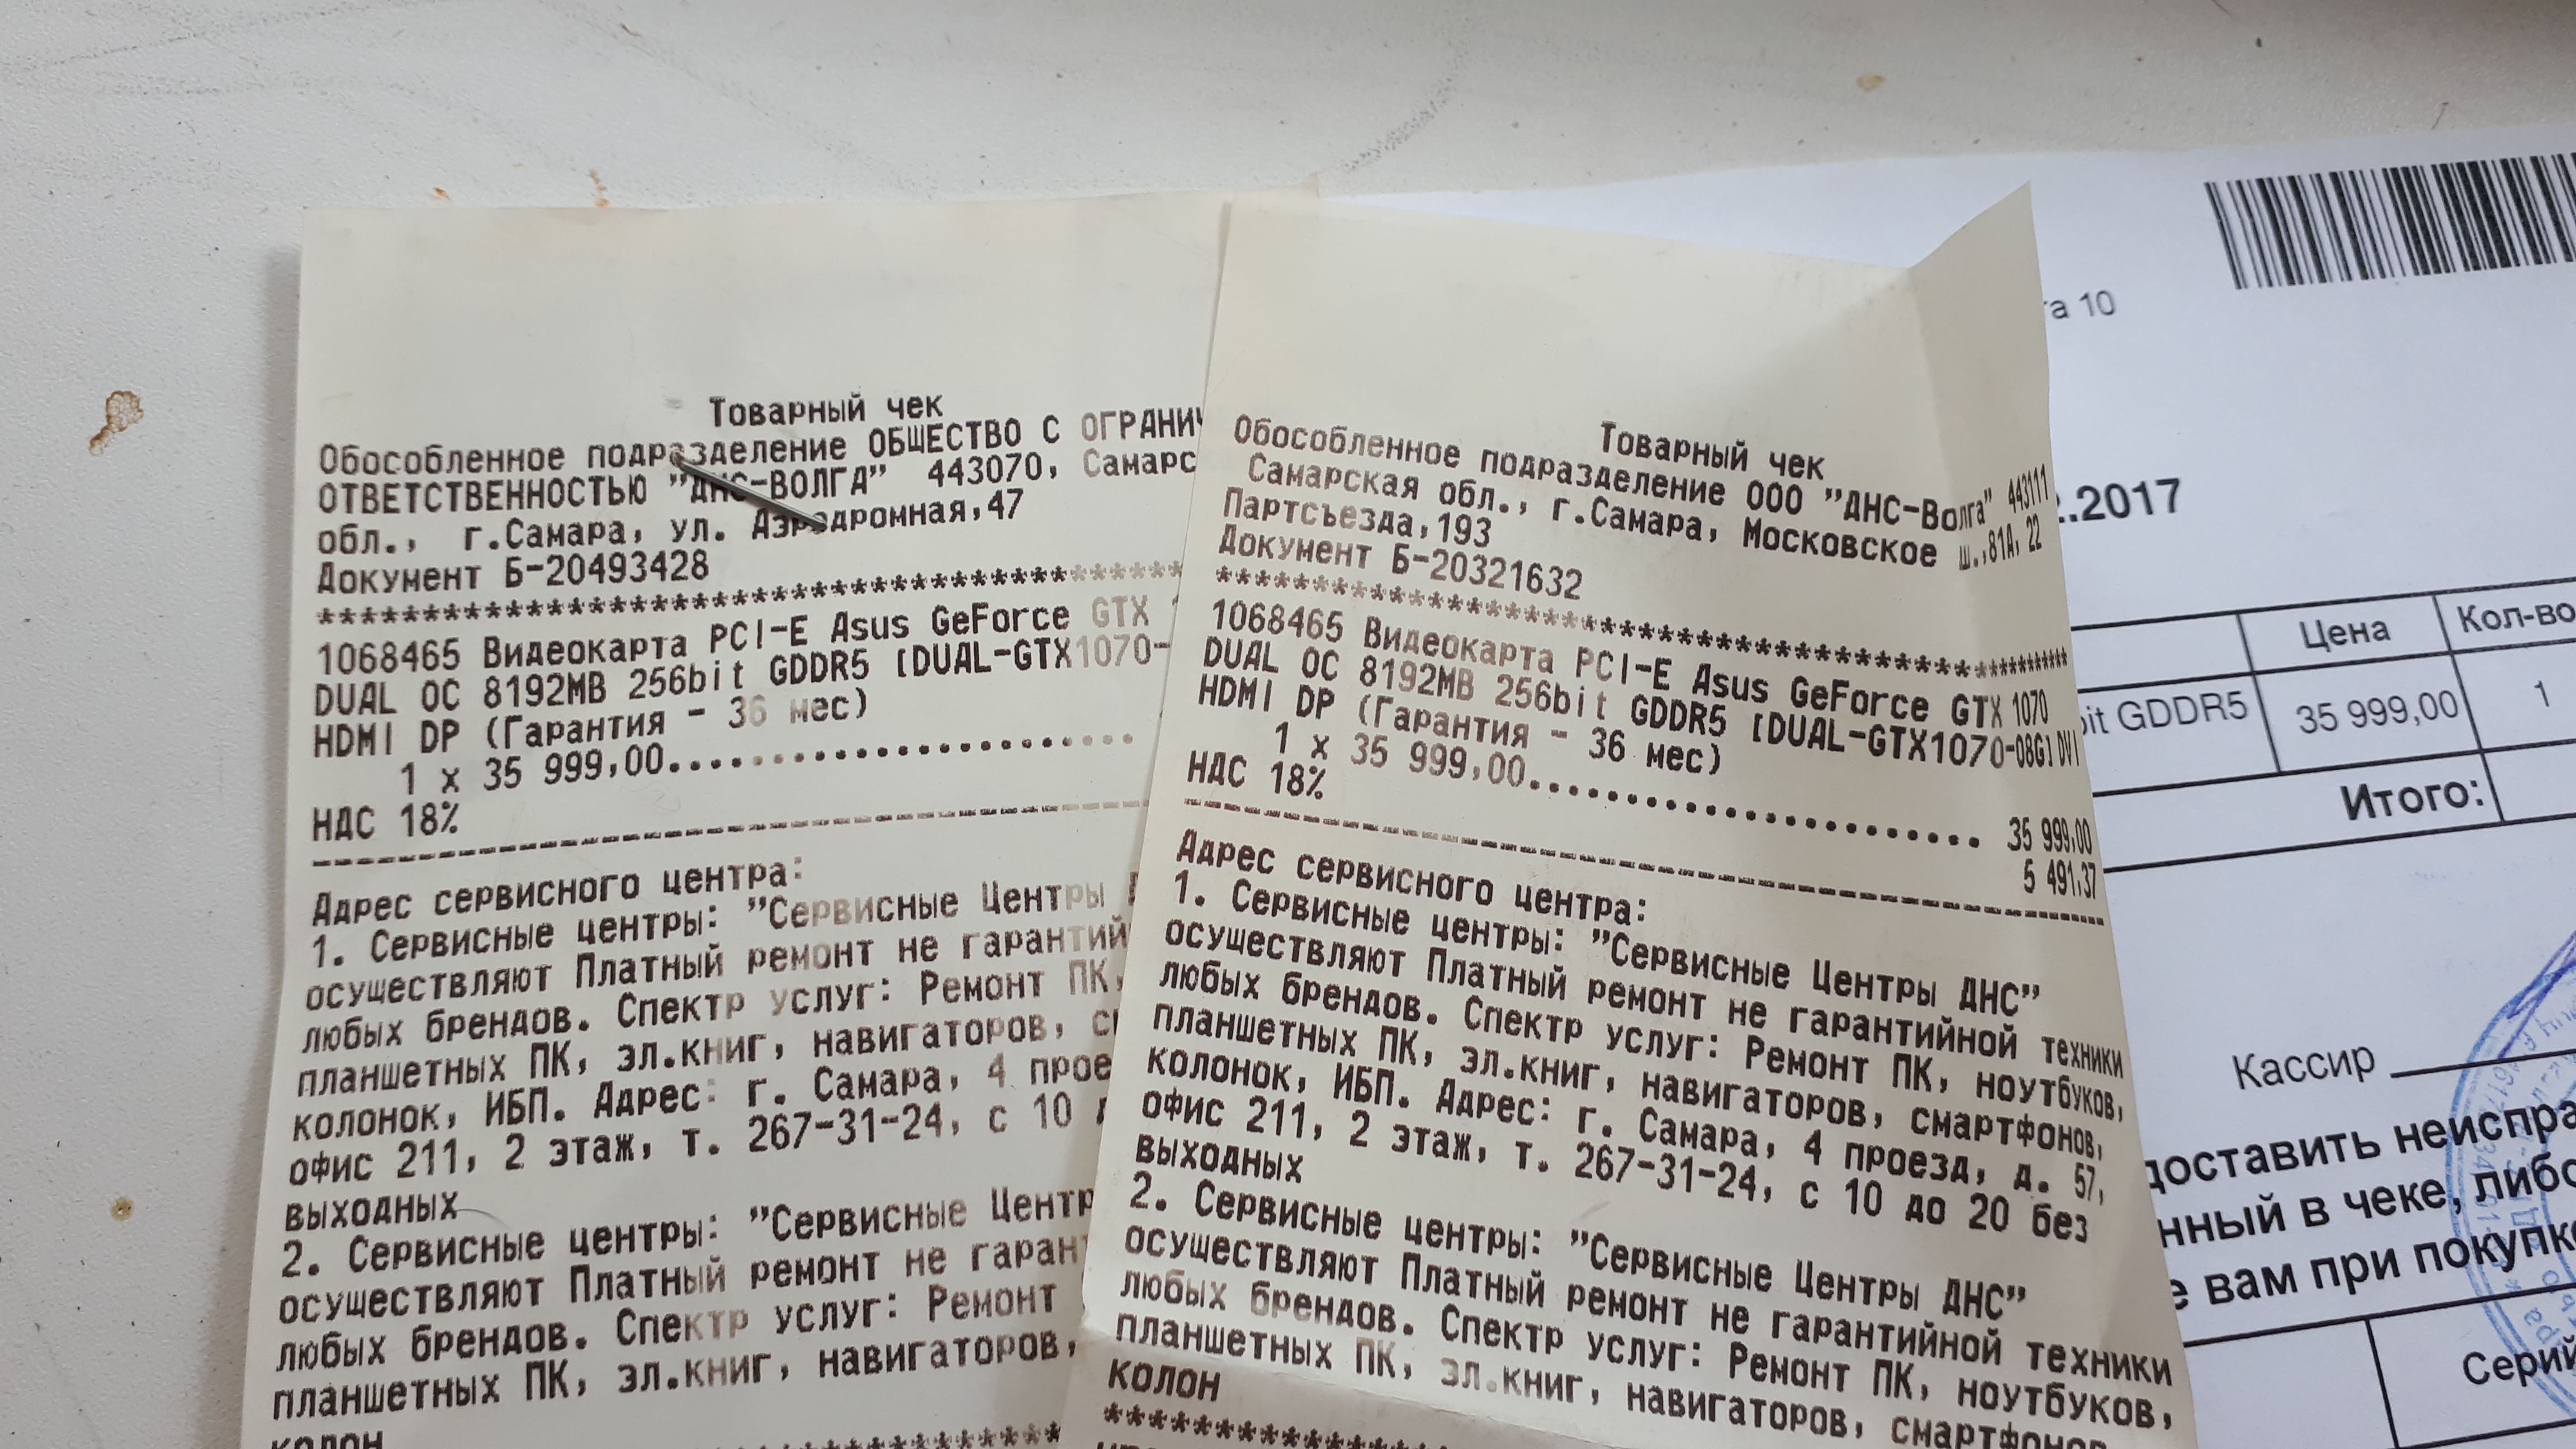 Товарный чек
Обособленное подразделение ОБЩЕСТВО С ОГРАНИЧ
ОТВЕТСТВЕННОСТЬЮ "ДНС-ВОЛГА" 443070, Самарс
обл., г.Самара, ул. Аэродромная,47
Документ Б-20493428
************************************************
1068465 Видеокарта PCI-E Asus GeForce GTX
DUAL OC 8192MB 256bit GDDR5 [DUAL-GTX1070-
HDMI DP (Гарантия - 36 мес)
1 x 35 999,00.........................
НДС 18%
Адрес сервисного центра:
1. Сервисные центры: "Сервисные Центры
осуществляют Платный ремонт не гарантий
любых брендов. Спектр услуг: Ремонт ПК,
планшетных ПК, эл.книг, навигаторов,
колонок, ИБП. Адрес: г. Самара, 4 прое
офис 211, 2 этаж, т. 267-31-24, с 10
выходных
2. Сервисные центры: "Сервисные Центр
осуществляют Платный ремонт не гаран
любых брендов. Спектр услуг: Ремонт
планшетных ПК, эл.книг, навигаторов,
колон
Товарный чек
Обособленное подразделение ООО "ДНС-Волга" 443111
Самарская обл., г.Самара, Московское ш.,81А, 22
Партсъезда,193
Документ Б-20321632
************************************************
1068465 Видеокарта PCI-E Asus GeForce GTX 1070
DUAL OC 8192MB 256bit GDDR5 [DUAL-GTX1070-08G] DVI
HDMI DP (Гарантия - 36 мес)
1 x 35 999,00........................ 35 999,00
НДС 18% 5 491,37
Адрес сервисного центра:
1. Сервисные центры: "Сервисные Центры ДНС"
осуществляют Платный ремонт не гарантийной техники
любых брендов. Спектр услуг: Ремонт ПК, ноутбуков,
планшетных ПК, эл.книг, навигаторов, смартфонов,
колонок, ИБП. Адрес: г. Самара, 4 проезд, д. 57,
офис 211, 2 этаж, т. 267-31-24, с 10 до 20 без
выходных
2. Сервисные центры: "Сервисные Центры ДНС"
осуществляют Платный ремонт не гарантийной техники
любых брендов. Спектр услуг: Ремонт ПК, ноутбуков,
планшетных ПК, эл.книг, навигаторов, смартфонов
колон
та 10
.2017
Цена Кол-во
bit GDDR5 35 999,00 1
Итого:
Кассир
доставить неиспра
нный в чеке, либо
е вам при покупке
Серий